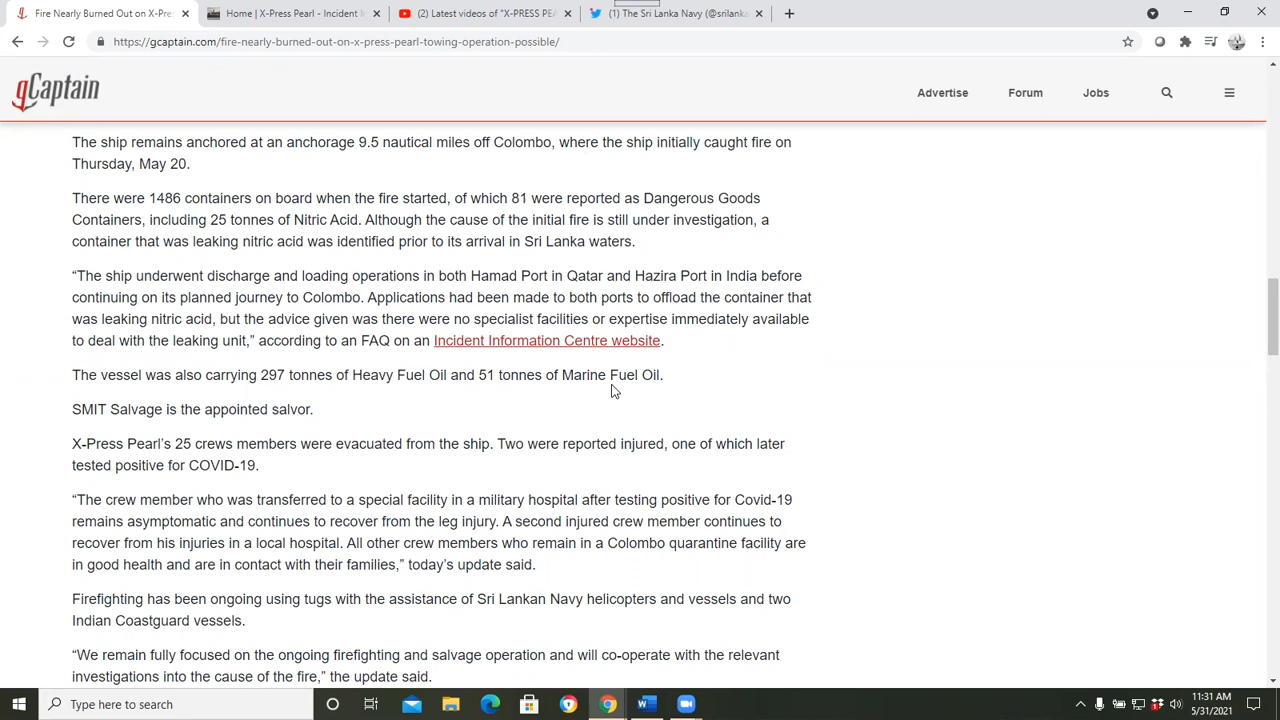 Fire Nearly Burned Out on X-Pres
Home | X-Press Pearl - Incident I
(2) Latest videos of "X-PRESS PEA
(1) The Sri Lanka Navy (@srilanka
https://gcaptain.com/fire-nearly-burned-out-on-x-press-pearl-towing-operation-possible/
gCaptain
Advertise
Forum
Jobs
The ship remains anchored at an anchorage 9.5 nautical miles off Colombo, where the ship initially caught fire on
Thursday, May 20.
There were 1486 containers on board when the fire started, of which 81 were reported as Dangerous Goods
Containers, including 25 tonnes of Nitric Acid. Although the cause of the initial fire is still under investigation, a
container that was leaking nitric acid was identified prior to its arrival in Sri Lanka waters.
“The ship underwent discharge and loading operations in both Hamad Port in Qatar and Hazira Port in India before
continuing on its planned journey to Colombo. Applications had been made to both ports to offload the container that
was leaking nitric acid, but the advice given was there were no specialist facilities or expertise immediately available
to deal with the leaking unit,” according to an FAQ on an Incident Information Centre website.
The vessel was also carrying 297 tonnes of Heavy Fuel Oil and 51 tonnes of Marine Fuel Oil.
SMIT Salvage is the appointed salvor.
X-Press Pearl’s 25 crews members were evacuated from the ship. Two were reported injured, one of which later
tested positive for COVID-19.
“The crew member who was transferred to a special facility in a military hospital after testing positive for Covid-19
remains asymptomatic and continues to recover from the leg injury. A second injured crew member continues to
recover from his injuries in a local hospital. All other crew members who remain in a Colombo quarantine facility are
in good health and are in contact with their families,” today’s update said.
Firefighting has been ongoing using tugs with the assistance of Sri Lankan Navy helicopters and vessels and two
Indian Coastguard vessels.
“We remain fully focused on the ongoing firefighting and salvage operation and will co-operate with the relevant
investigations into the cause of the fire,” the update said.
Type here to search
11:31 AM
5/31/2021